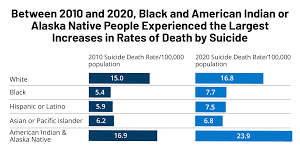 Between 2010 and 2020, Black and American Indian or
Alaska Native People Experienced the Largest
Increases in Rates of Death by Suicide
2010 Suicide Death Rate/100,000 population
2020 Suicide Death Rate/100,000 population
White 15.0 16.8
Black 5.4 7.7
Hispanic or Latino 5.9 7.5
Asian or Pacific Islander 6.2 6.8
American Indian &
Alaska Native 16.9 23.9